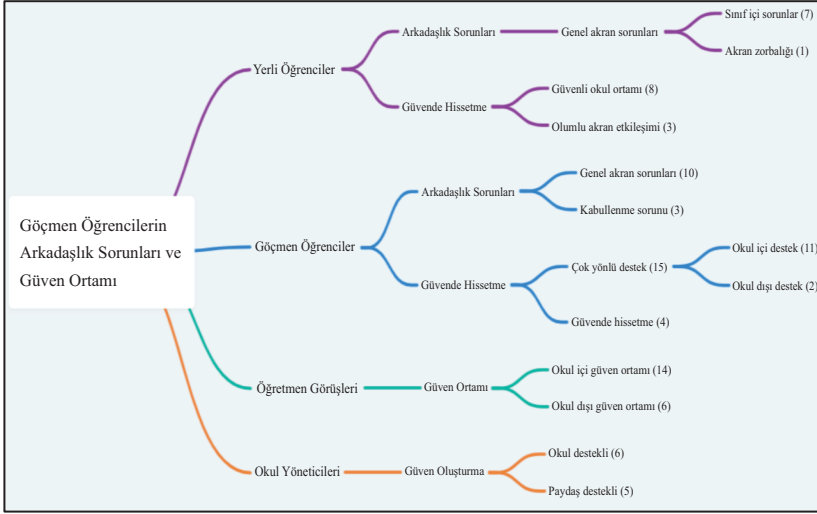 Göçmen Öğrencilerin
Arkadaşlık Sorunları ve
Güven Ortamı
Yerli Öğrenciler
Arkadaşlık Sorunları
Genel akran sorunları
Sınıf içi sorunlar (7)
Akran zorbalığı (1)
Güvende Hissetme
Güvenli okul ortamı (8)
Olumlu akran etkileşimi (3)
Göçmen Öğrenciler
Arkadaşlık Sorunları
Genel akran sorunları (10)
Kabullenme sorunu (3)
Güvende Hissetme
Çok yönlü destek (15)
Okul içi destek (11)
Okul dışı destek (2)
Güvende hissetme (4)
Öğretmen Görüşleri
Güven Ortamı
Okul içi güven ortamı (14)
Okul dışı güven ortamı (6)
Okul Yöneticileri
Güven Oluşturma
Okul destekli (6)
Paydaş destekli (5)